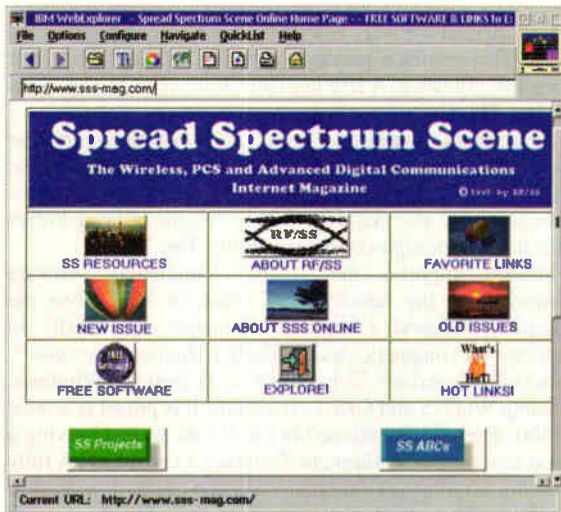 IBM WebExplorer - Spread Spectrum Scene Online Home Page - - FREE SOFTWARE & LINKS to
File Options Configure Navigate QuickList Help
http://www.sss-mag.com/
Spread Spectrum Scene
The Wireless, PCS and Advanced Digital Communications
Internet Magazine
by RF/SS
RF/SS
SS RESOURCES ABOUT RF/SS FAVORITE LINKS
NEW ISSUE ABOUT SSS ONLINE OLD ISSUES
What's
HoT!
FREE SOFTWARE EXPLORE! HOT LINKS!
SS Projects SS ABCs
Current URL: http://www.sss-mag.com/